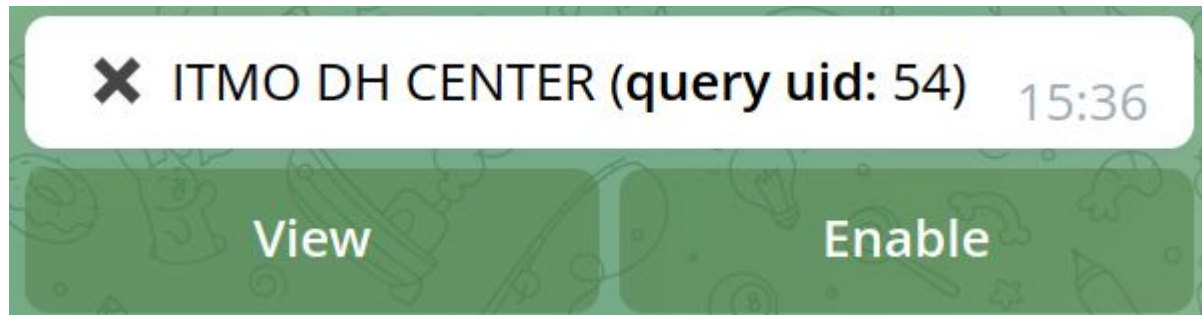 ✖ ITMO DH CENTER (query uid: 54) 15:36
View Enable